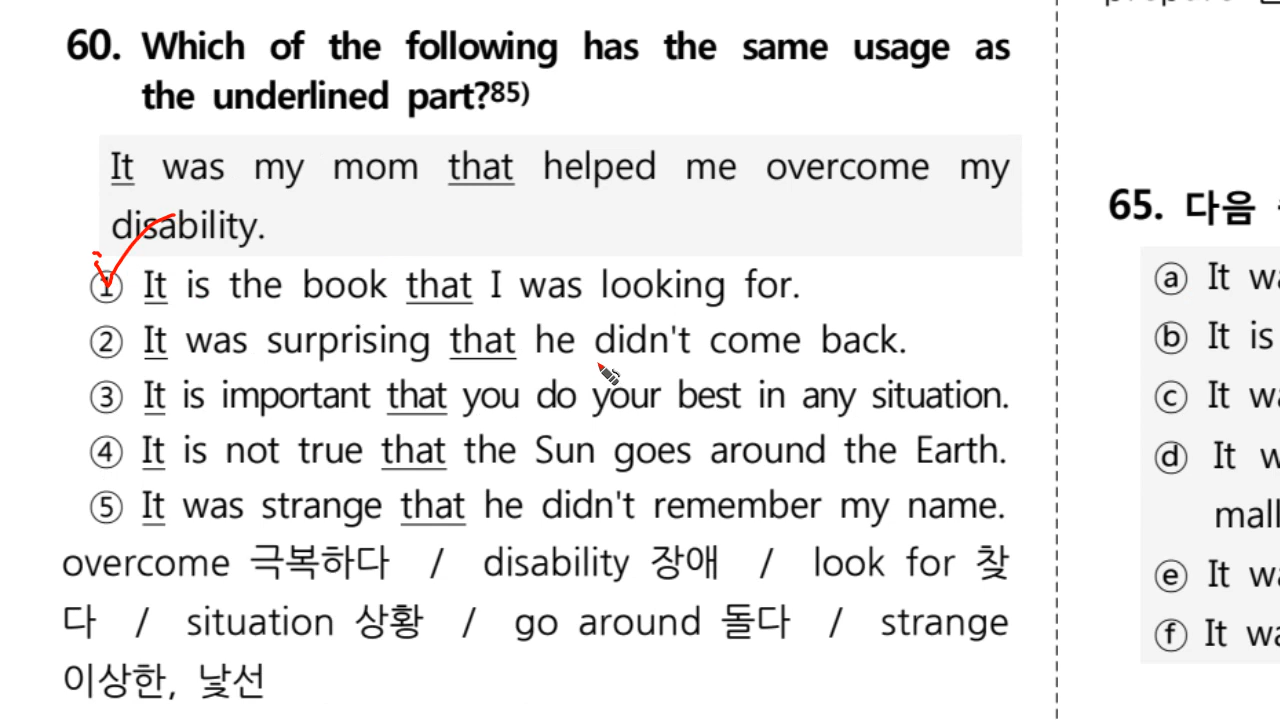 60. Which of the following has the same usage as
the underlined part?85)
It was my mom that helped me overcome my
disability.
① It is the book that I was looking for.
② It was surprising that he didn't come back.
③ It is important that you do your best in any situation.
④ It is not true that the Sun goes around the Earth.
⑤ It was strange that he didn't remember my name.
overcome 극복하다 / disability 장애 / look for 찾
다 / situation 상황 / go around 돌다 / strange
이상한, 낯선
65. 다음
ⓐ It wa
ⓑ It is
ⓒ It wa
ⓓ It w
mall
ⓔ It wa
ⓕ It wa